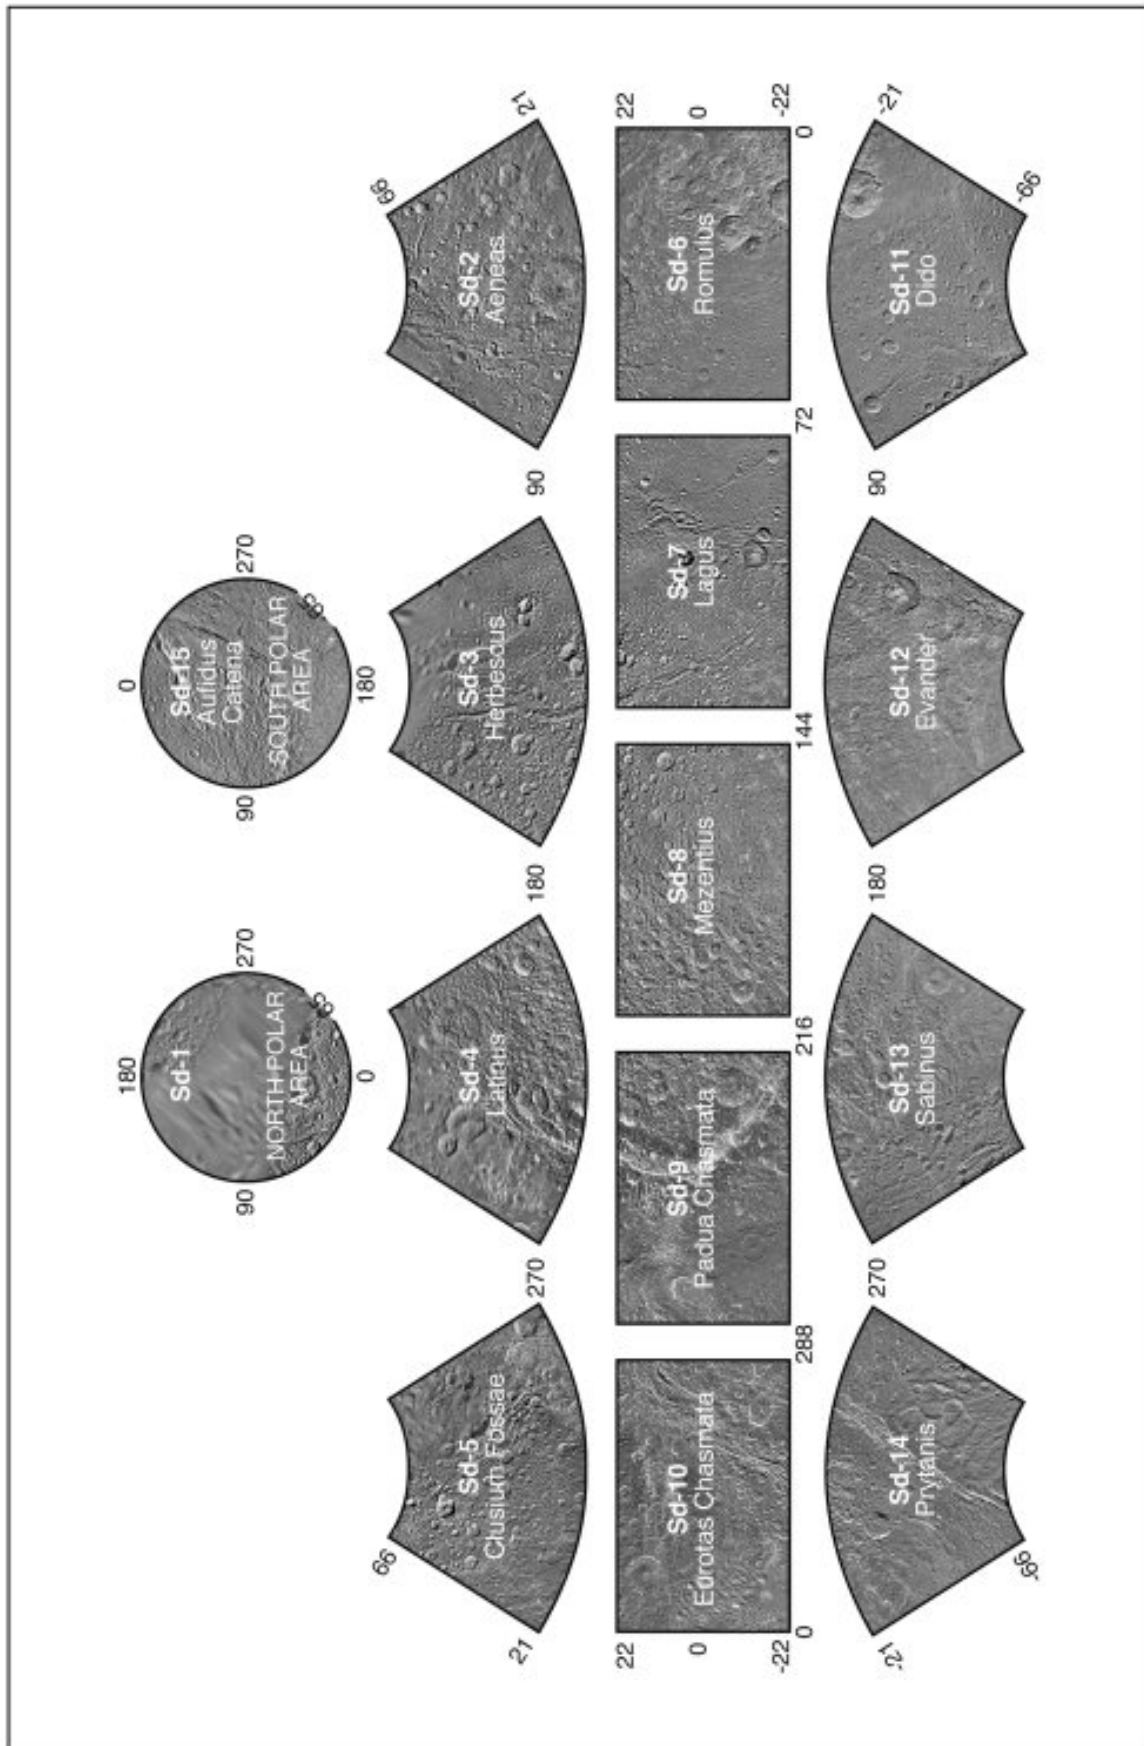 180
0
Sd-1
Sd-15
Aufidus
Catena
90
270
90
270
NORTH POLAR
AREA
SOUTH POLAR
AREA
0
180
66
66
Sd-5
Clusium Fossae
Sd-4
Latinus
Sd-3
Herbesus
Sd-2
Aeneas
21
270
180
90
21
22
22
Sd-10
Eurotas Chasmata
Sd-9
Padua Chasmata
Sd-8
Mezentius
Sd-7
Lagus
Sd-6
Romulus
0
0
-22
-22
0
288
216
144
72
0
-21
270
180
90
-21
Sd-14
Prytanis
Sd-13
Sabinus
Sd-12
Evander
Sd-11
Dido
-66
-66